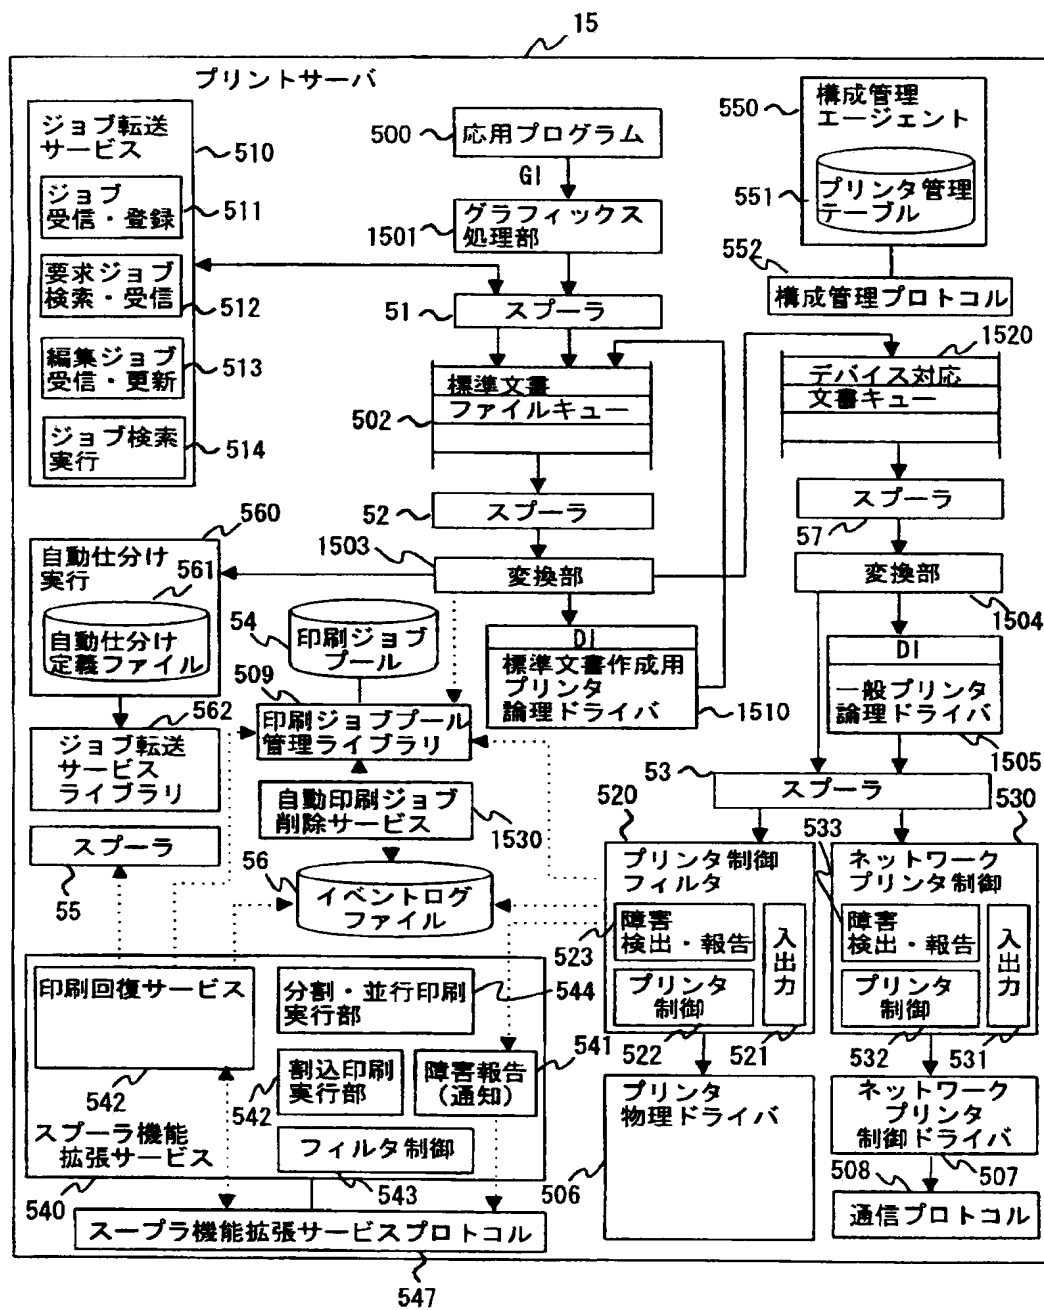 15
プリントサーバ
ジョブ転送
サービス
510
ジョブ
受信・登録
511
要求ジョブ
検索・受信
512
編集ジョブ
受信・更新
513
ジョブ検索
実行
514
500
応用プログラム
GI
1501
グラフィックス
処理部
51
スプーラ
標準文書
ファイルキュー
502
52
スプーラ
1503
変換部
DI
標準文書作成用
プリンタ
論理ドライバ
1510
550
構成管理
エージェント
551
プリンタ管理
テーブル
552
構成管理プロトコル
1520
デバイス対応
文書キュー
スプーラ
57
変換部
1504
DI
一般プリンタ
論理ドライバ
1505
560
自動仕分け
実行
561
自動仕分け
定義ファイル
562
ジョブ転送
サービス
ライブラリ
スプーラ
55
54
印刷ジョブ
プール
509
印刷ジョブプール
管理ライブラリ
自動印刷ジョブ
削除サービス
1530
56
イベントログ
ファイル
53
スプーラ
520
プリンタ制御
フィルタ
障害
検出・報告
523
プリンタ
制御
522
入出力
521
530
ネットワーク
プリンタ制御
533
障害
検出・報告
プリンタ
制御
532
入出力
531
印刷回復サービス
542
分割・並行印刷
実行部
544
割込印刷
実行部
542
障害報告
(通知)
541
フィルタ制御
543
スプーラ機能
拡張サービス
540
スープラ機能拡張サービスプロトコル
547
プリンタ
物理ドライバ
506
ネットワーク
プリンタ
制御ドライバ
507
508
通信プロトコル